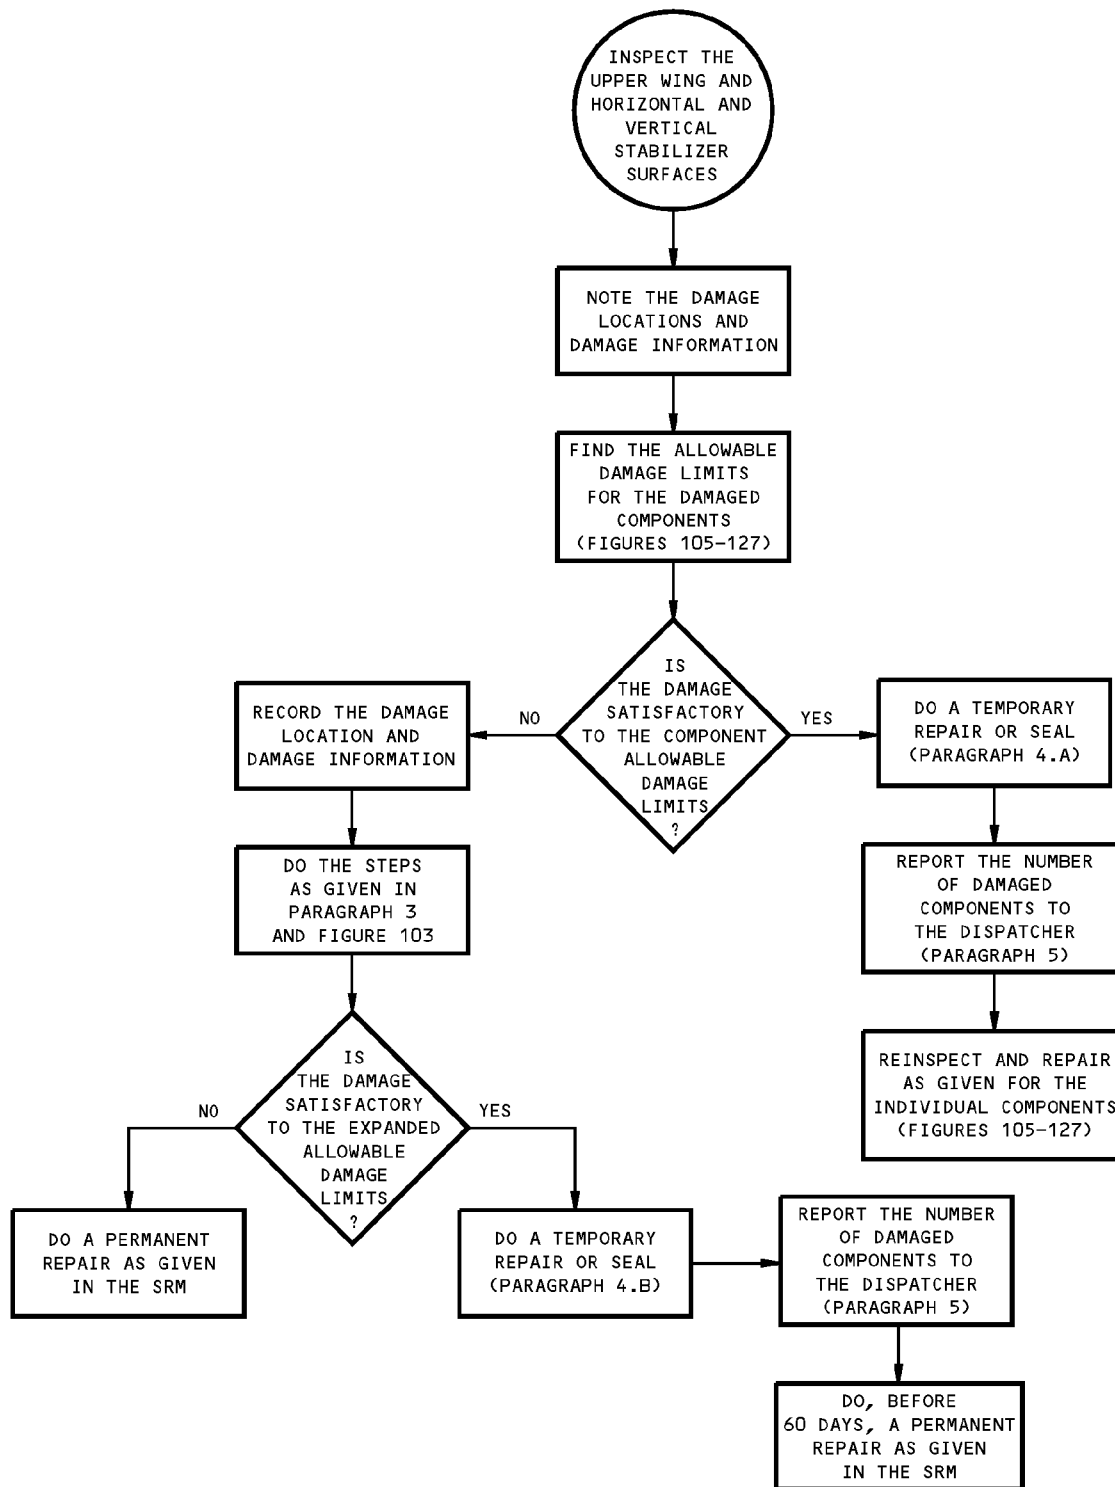 INSPECT THE
UPPER WING AND
HORIZONTAL AND
VERTICAL
STABILIZER
SURFACES
NOTE THE DAMAGE
LOCATIONS AND
DAMAGE INFORMATION
FIND THE ALLOWABLE
DAMAGE LIMITS
FOR THE DAMAGED
COMPONENTS
(FIGURES 105-127)
IS
THE DAMAGE
SATISFACTORY
TO THE COMPONENT
ALLOWABLE
DAMAGE
LIMITS
?
NO
YES
RECORD THE DAMAGE
LOCATION AND
DAMAGE INFORMATION
DO A TEMPORARY
REPAIR OR SEAL
(PARAGRAPH 4.A)
DO THE STEPS
AS GIVEN IN
PARAGRAPH 3
AND FIGURE 103
REPORT THE NUMBER
OF DAMAGED
COMPONENTS TO
THE DISPATCHER
(PARAGRAPH 5)
IS
THE DAMAGE
SATISFACTORY
TO THE EXPANDED
ALLOWABLE
DAMAGE
LIMITS
?
NO
YES
REINSPECT AND REPAIR
AS GIVEN FOR THE
INDIVIDUAL COMPONENTS
(FIGURES 105-127)
DO A PERMANENT
REPAIR AS GIVEN
IN THE SRM
DO A TEMPORARY
REPAIR OR SEAL
(PARAGRAPH 4.B)
REPORT THE NUMBER
OF DAMAGED
COMPONENTS TO
THE DISPATCHER
(PARAGRAPH 5)
DO, BEFORE
60 DAYS, A PERMANENT
REPAIR AS GIVEN
IN THE SRM